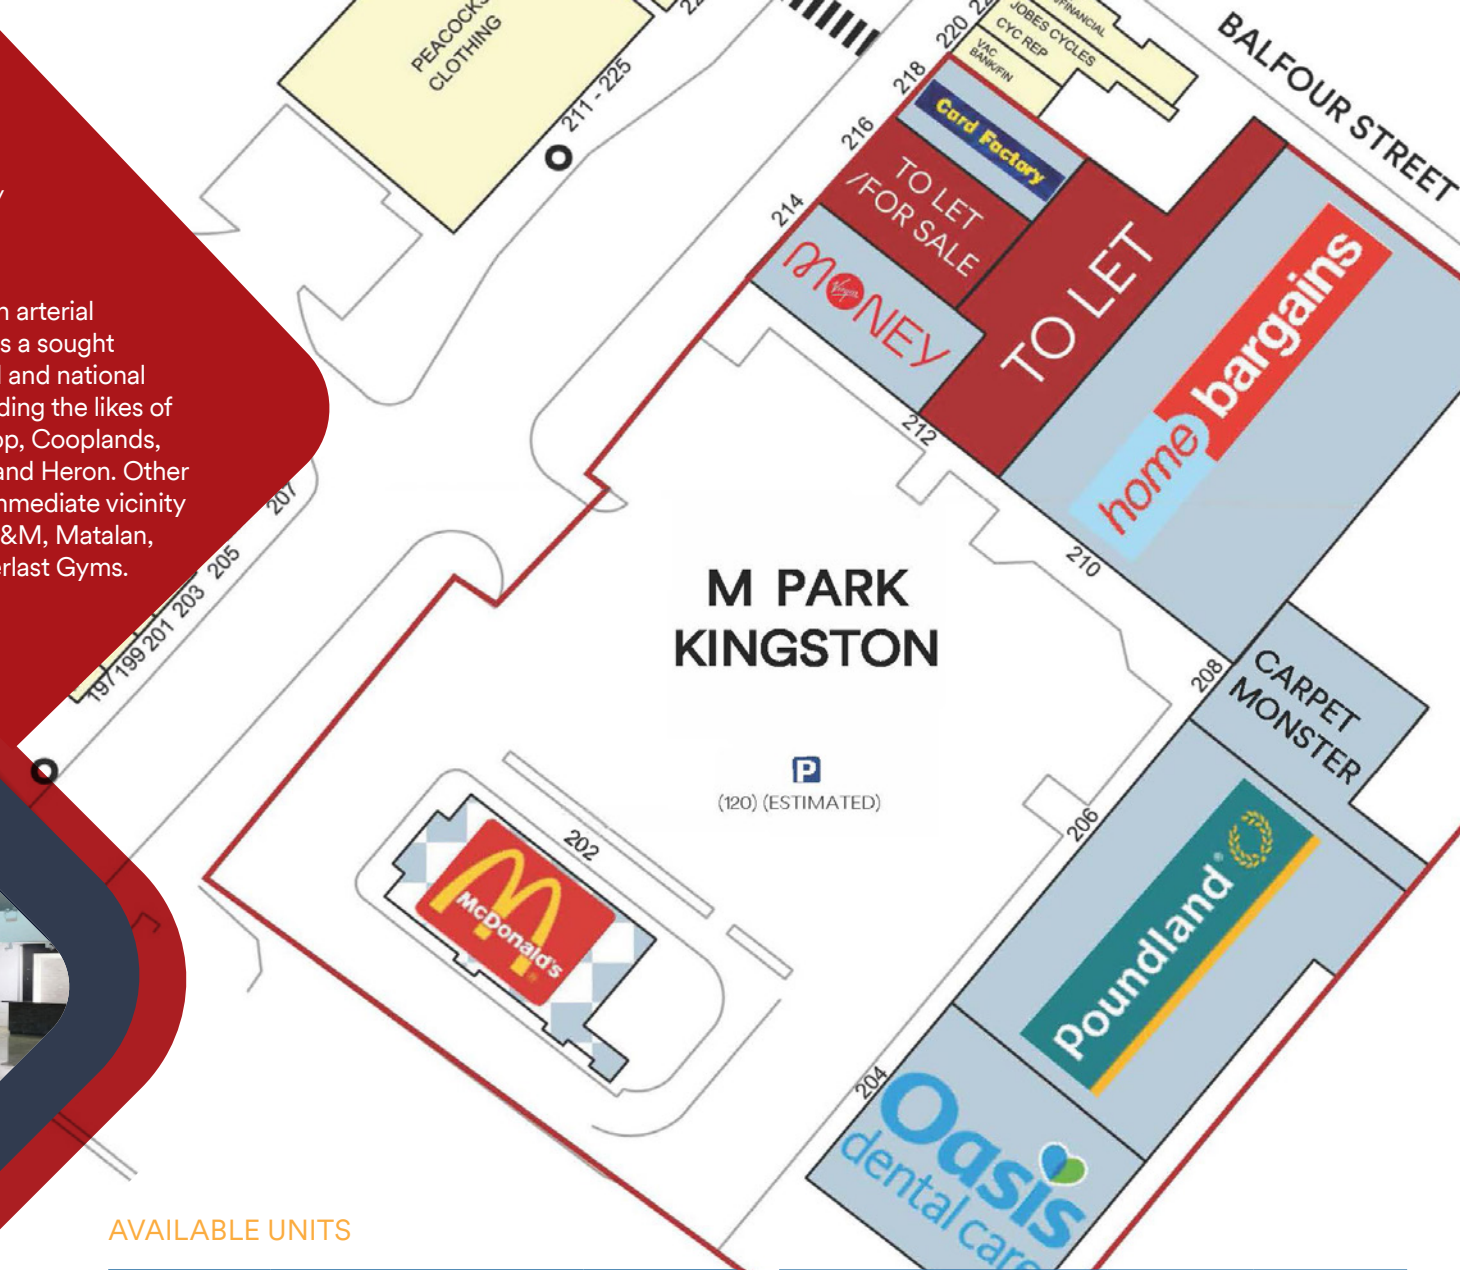 n arterial
s a sought
and national
ding the likes of
op, Cooplands,
and Heron. Other
mmediate vicinity
&M, Matalan,
erlast Gyms.
PEACOCKS
CLOTHING
211 - 225
207
205
203
201
199
197
220
218
216
214
212
210
208
206
204
202
/FINANCIAL
JOBES CYCLES
CYC REP
VAC
BANK/FIN
BALFOUR STREET
Card Factory
TO LET
/FOR SALE
Virgin
MONEY
TO LET
home bargains
M PARK
KINGSTON
P
(120) (ESTIMATED)
CARPET
MONSTER
Poundland®
McDonald's
Oasis
dental care
AVAILABLE UNITS